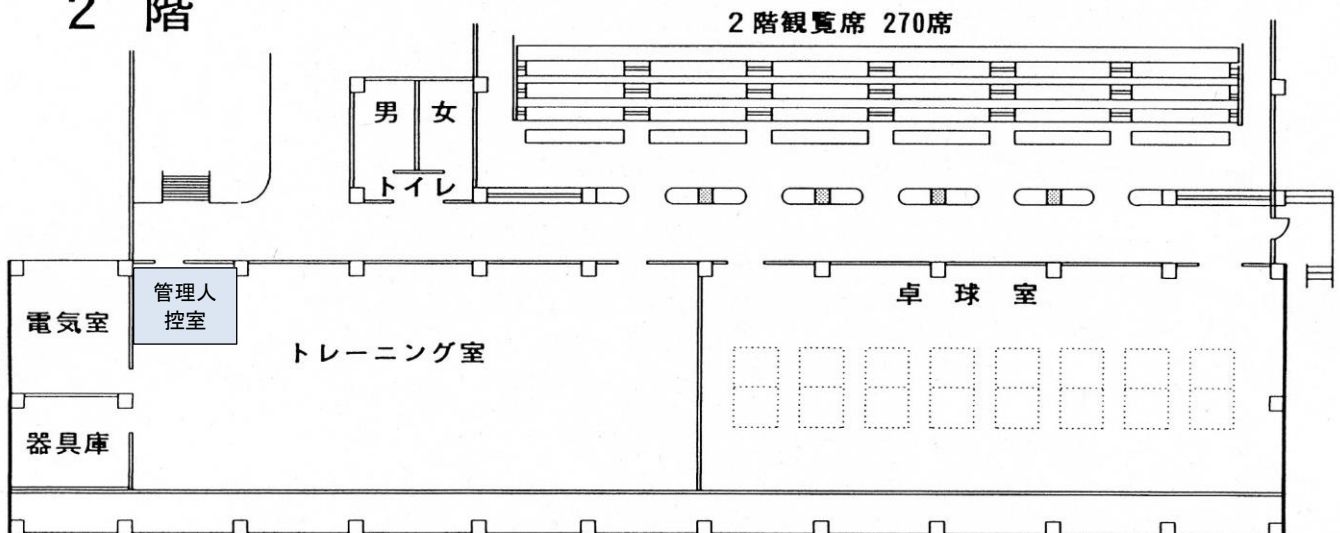 ２ 階
２階観覧席 270席
男 女
トイレ
電気室
管理人
控室
トレーニング室
卓 球 室
器具庫